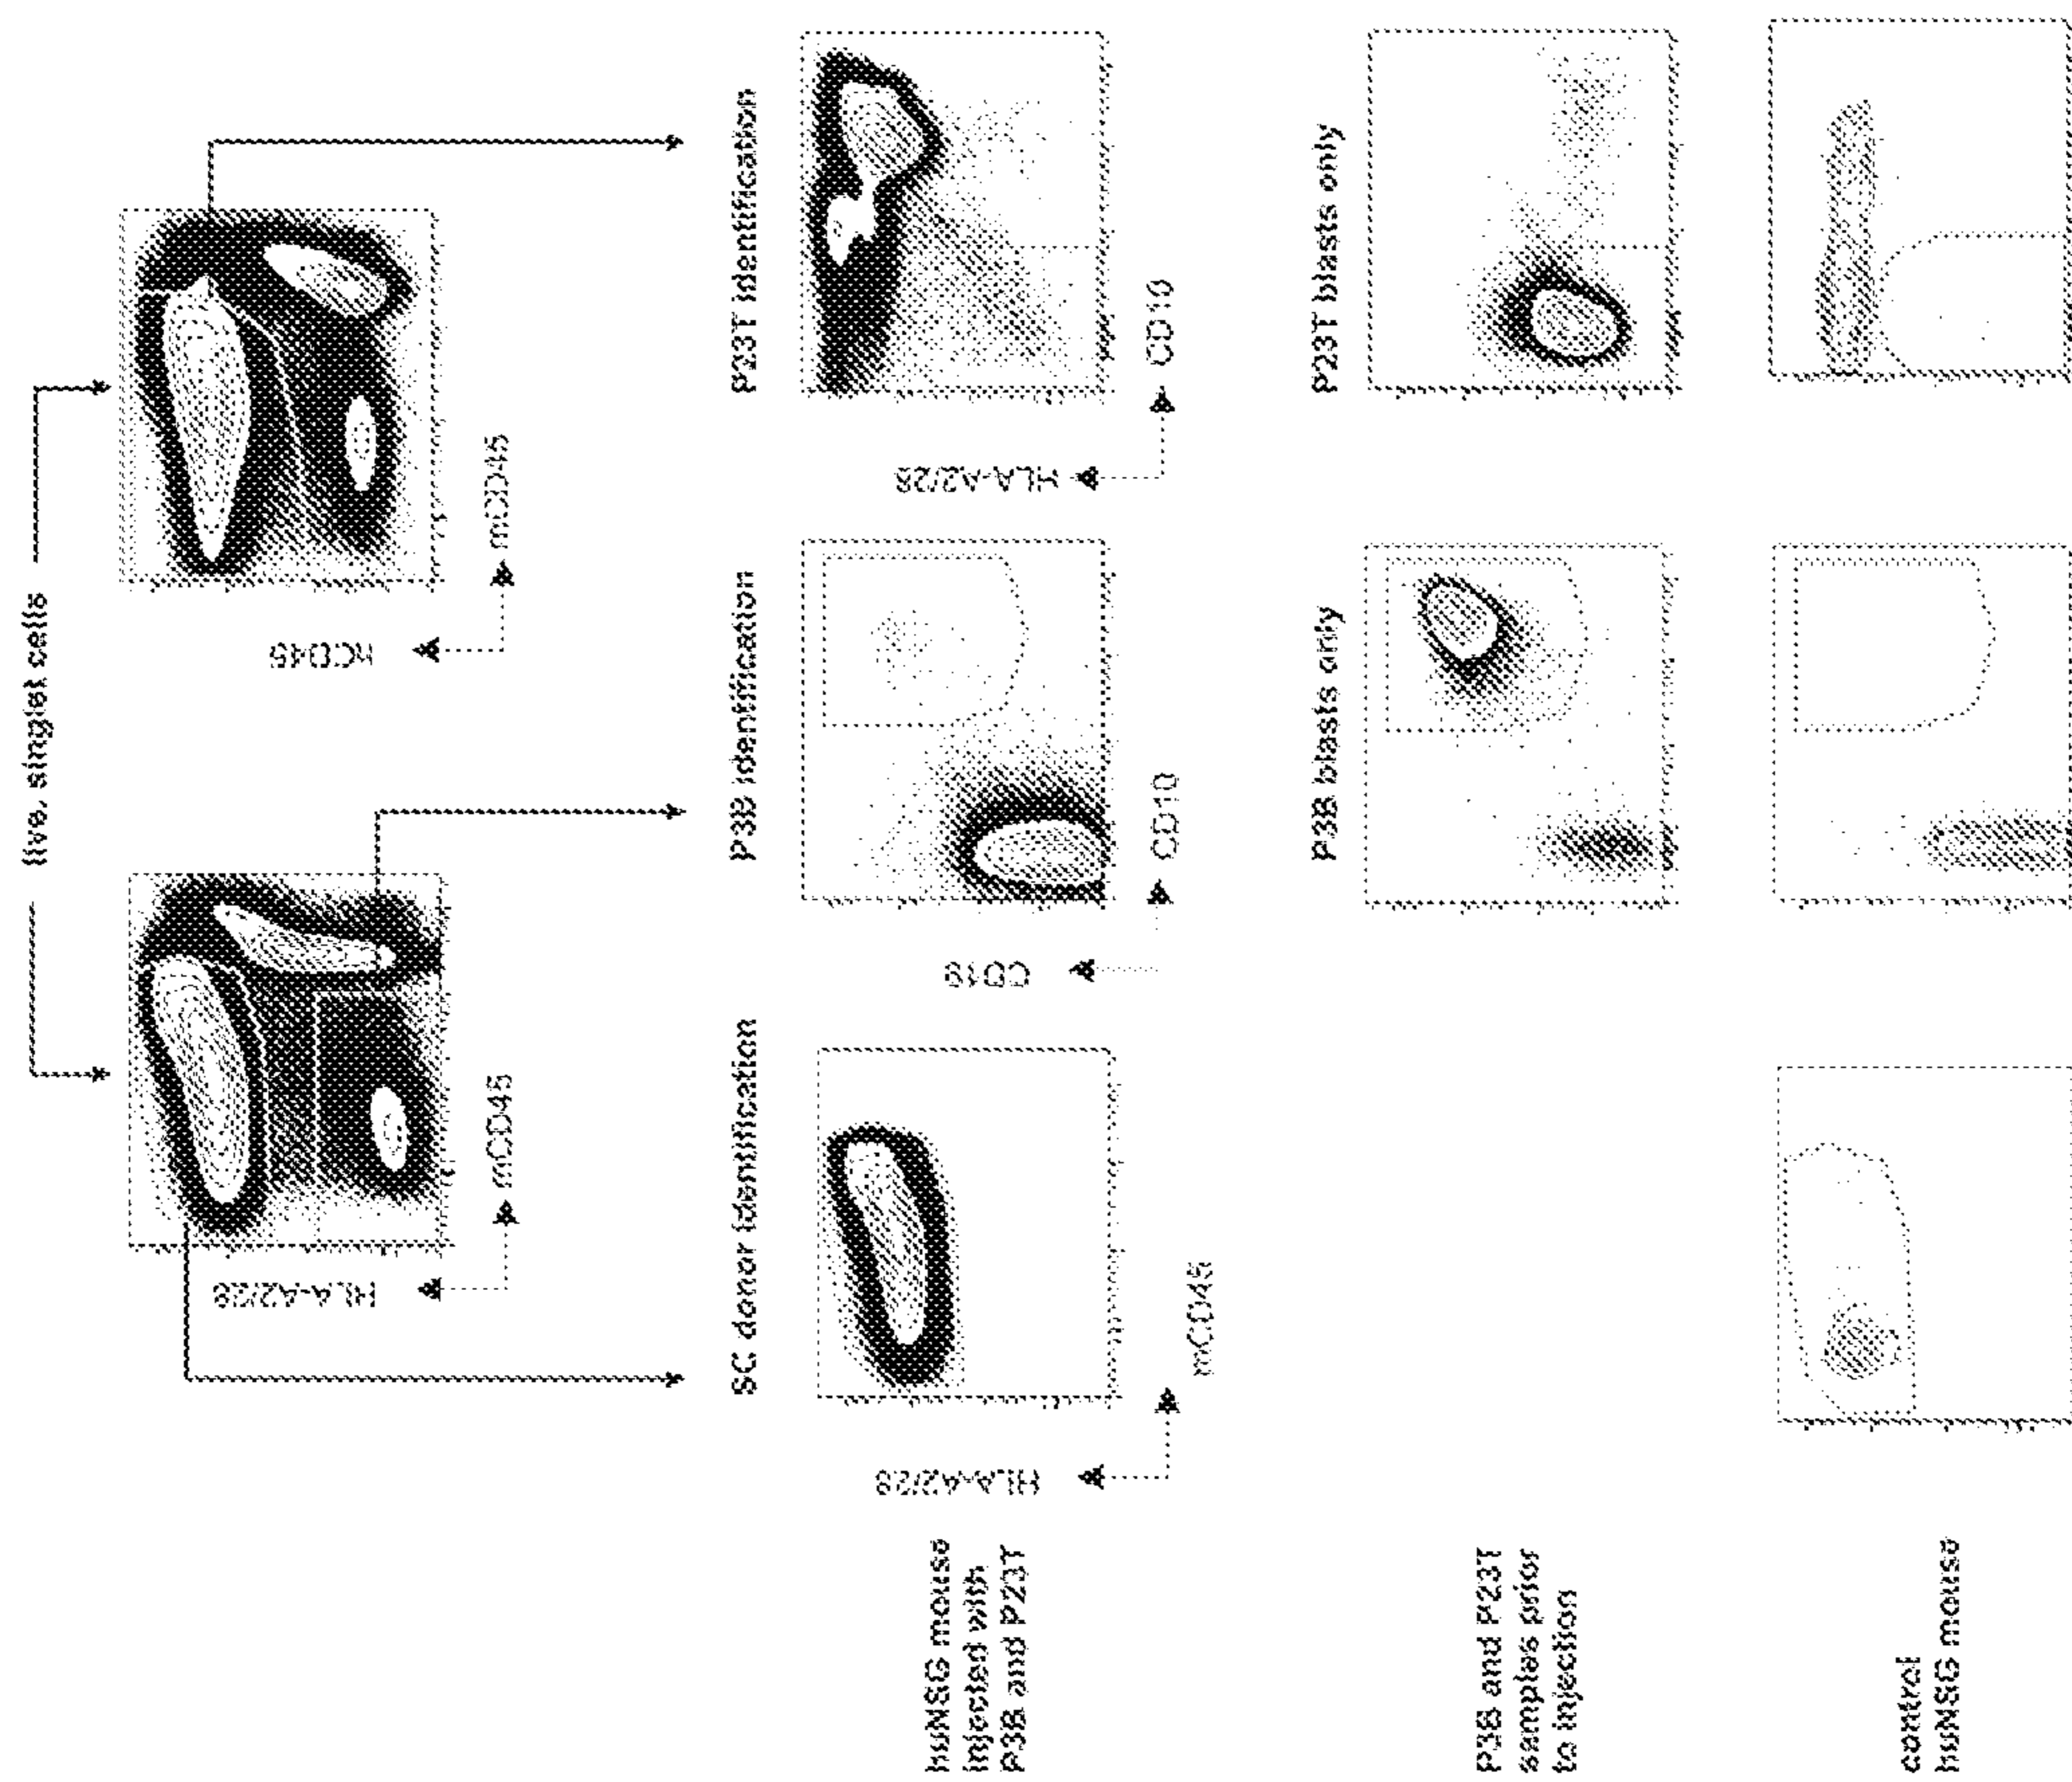 live, singlet cells
HLA-A2/28
mCD45
hCD45
mCD45
SC donor identification
P3B identification
P23T identification
huNSG mouse
injected with
P3B and P23T
HLA-A2/28
mCD45
CD19
CD10
HLA-A2/28
CD10
P3B blasts only
P23T blasts only
P3B and P23T
samples prior
to injection
control
huNSG mouse